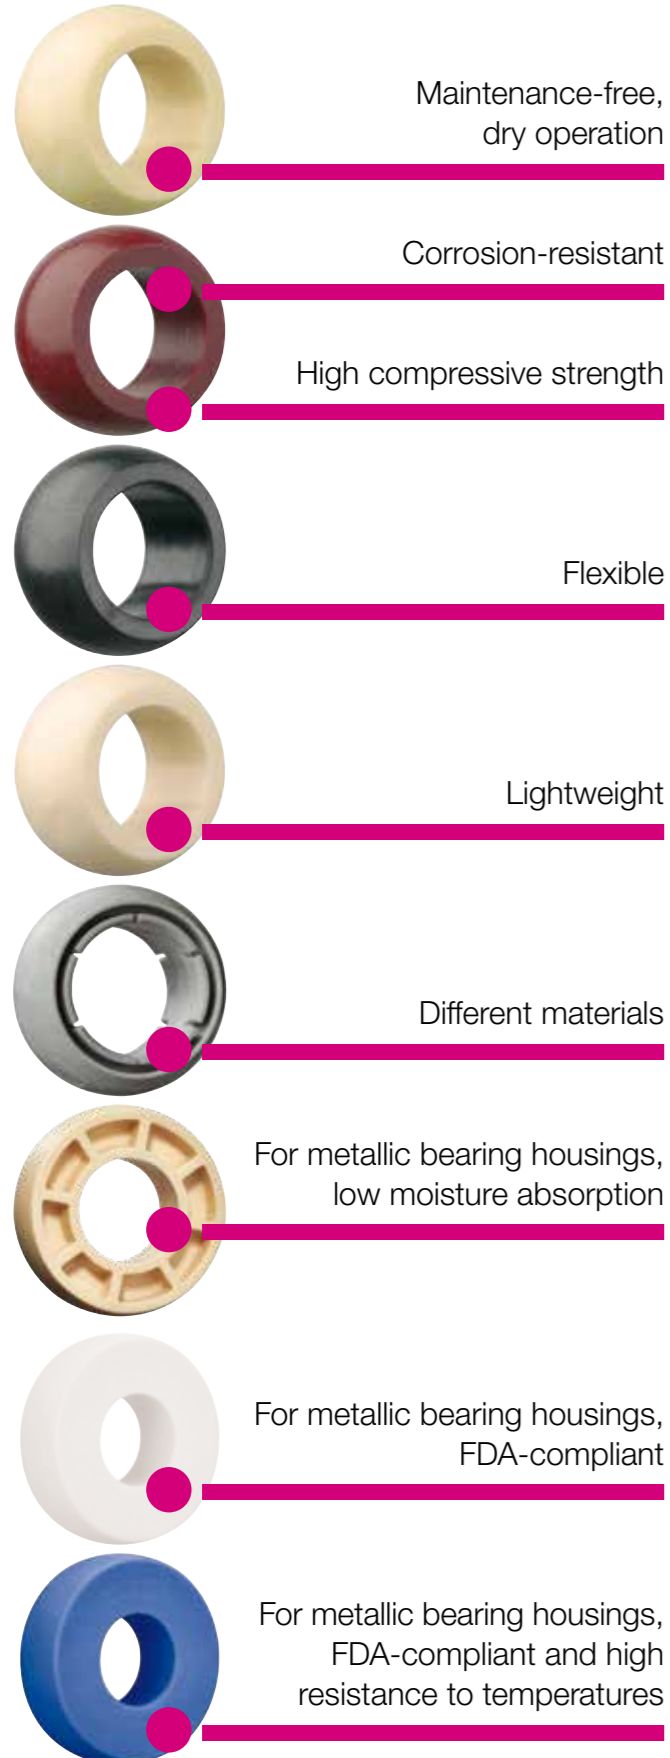 Maintenance-free,
dry operation
Corrosion-resistant
High compressive strength
Flexible
Lightweight
Different materials
For metallic bearing housings,
low moisture absorption
For metallic bearing housings,
FDA-compliant
For metallic bearing housings,
FDA-compliant and high
resistance to temperatures